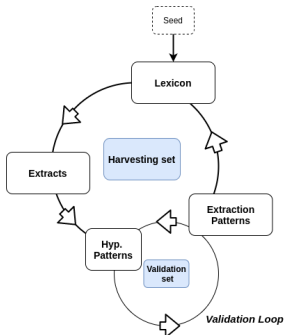 Seed
Lexicon
Harvesting set
Extracts
Extraction
Patterns
Hyp.
Patterns
Validation
set
Validation Loop